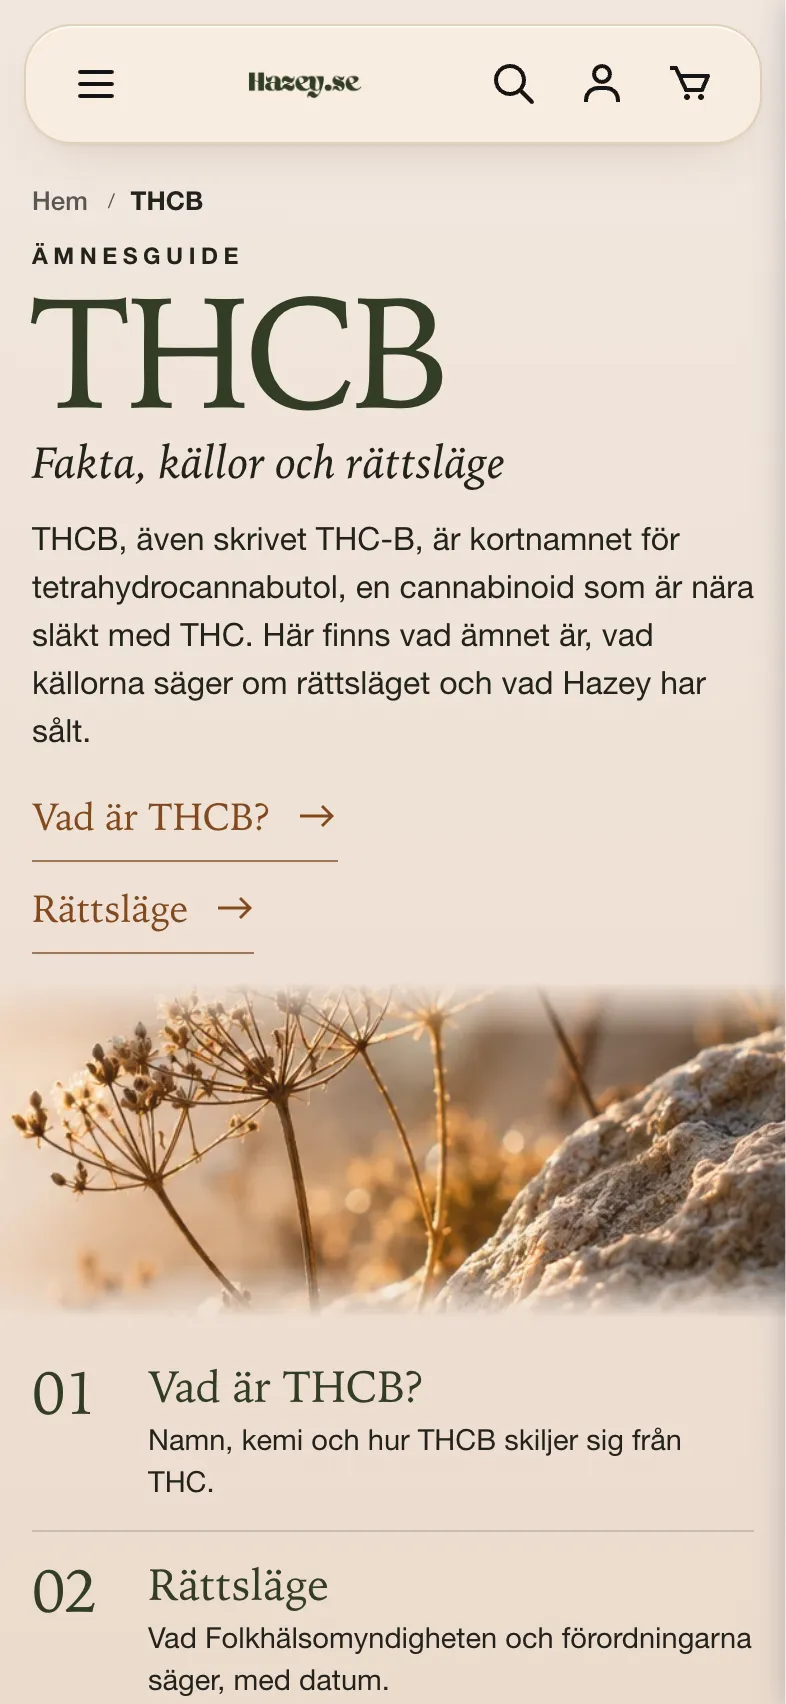 Hazey.se
Hem / THCB
ÄMNESGUIDE
THCB
Fakta, källor och rättsläge
THCB, även skrivet THC-B, är kortnamnet för
tetrahydrocannabutol, en cannabinoid som är nära
släkt med THC. Här finns vad ämnet är, vad
källorna säger om rättsläget och vad Hazey har
sålt.
Vad är THCB? →
Rättsläge →
01 Vad är THCB?
Namn, kemi och hur THCB skiljer sig från
THC.
02 Rättsläge
Vad Folkhälsomyndigheten och förordningarna
säger, med datum.